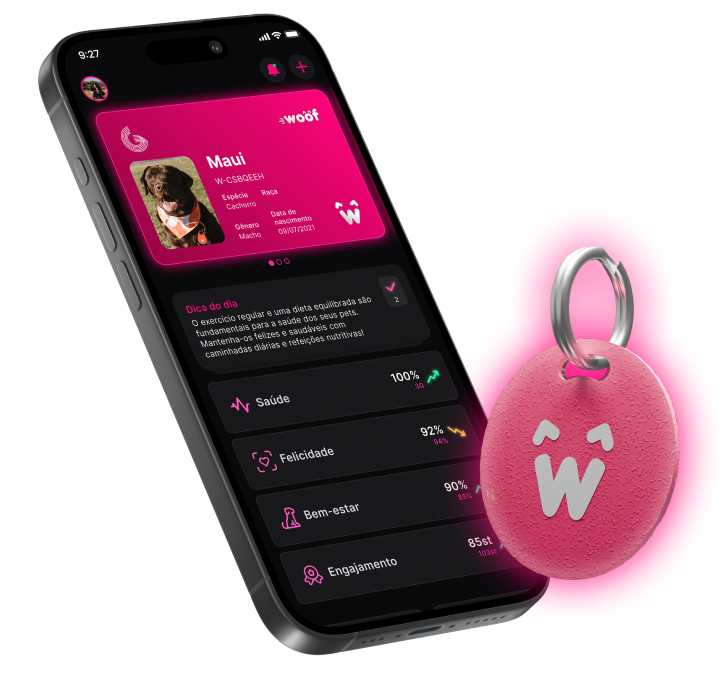 9:27
woof
Maui
W-CSBQEEH
Espécie
Raça
Cachorro
Gênero
Data de
nascimento
Macho
09/07/2021
W
Dica do dia
O exercício regular e uma dieta equilibrada são
fundamentais para a saúde dos seus pets.
Mantenha-os felizes e saudáveis com
caminhadas diárias e refeições nutritivas!
2
Saúde
100%
30
Felicidade
92%
94%
Bem-estar
90%
85%
Engajamento
85st
103st
W